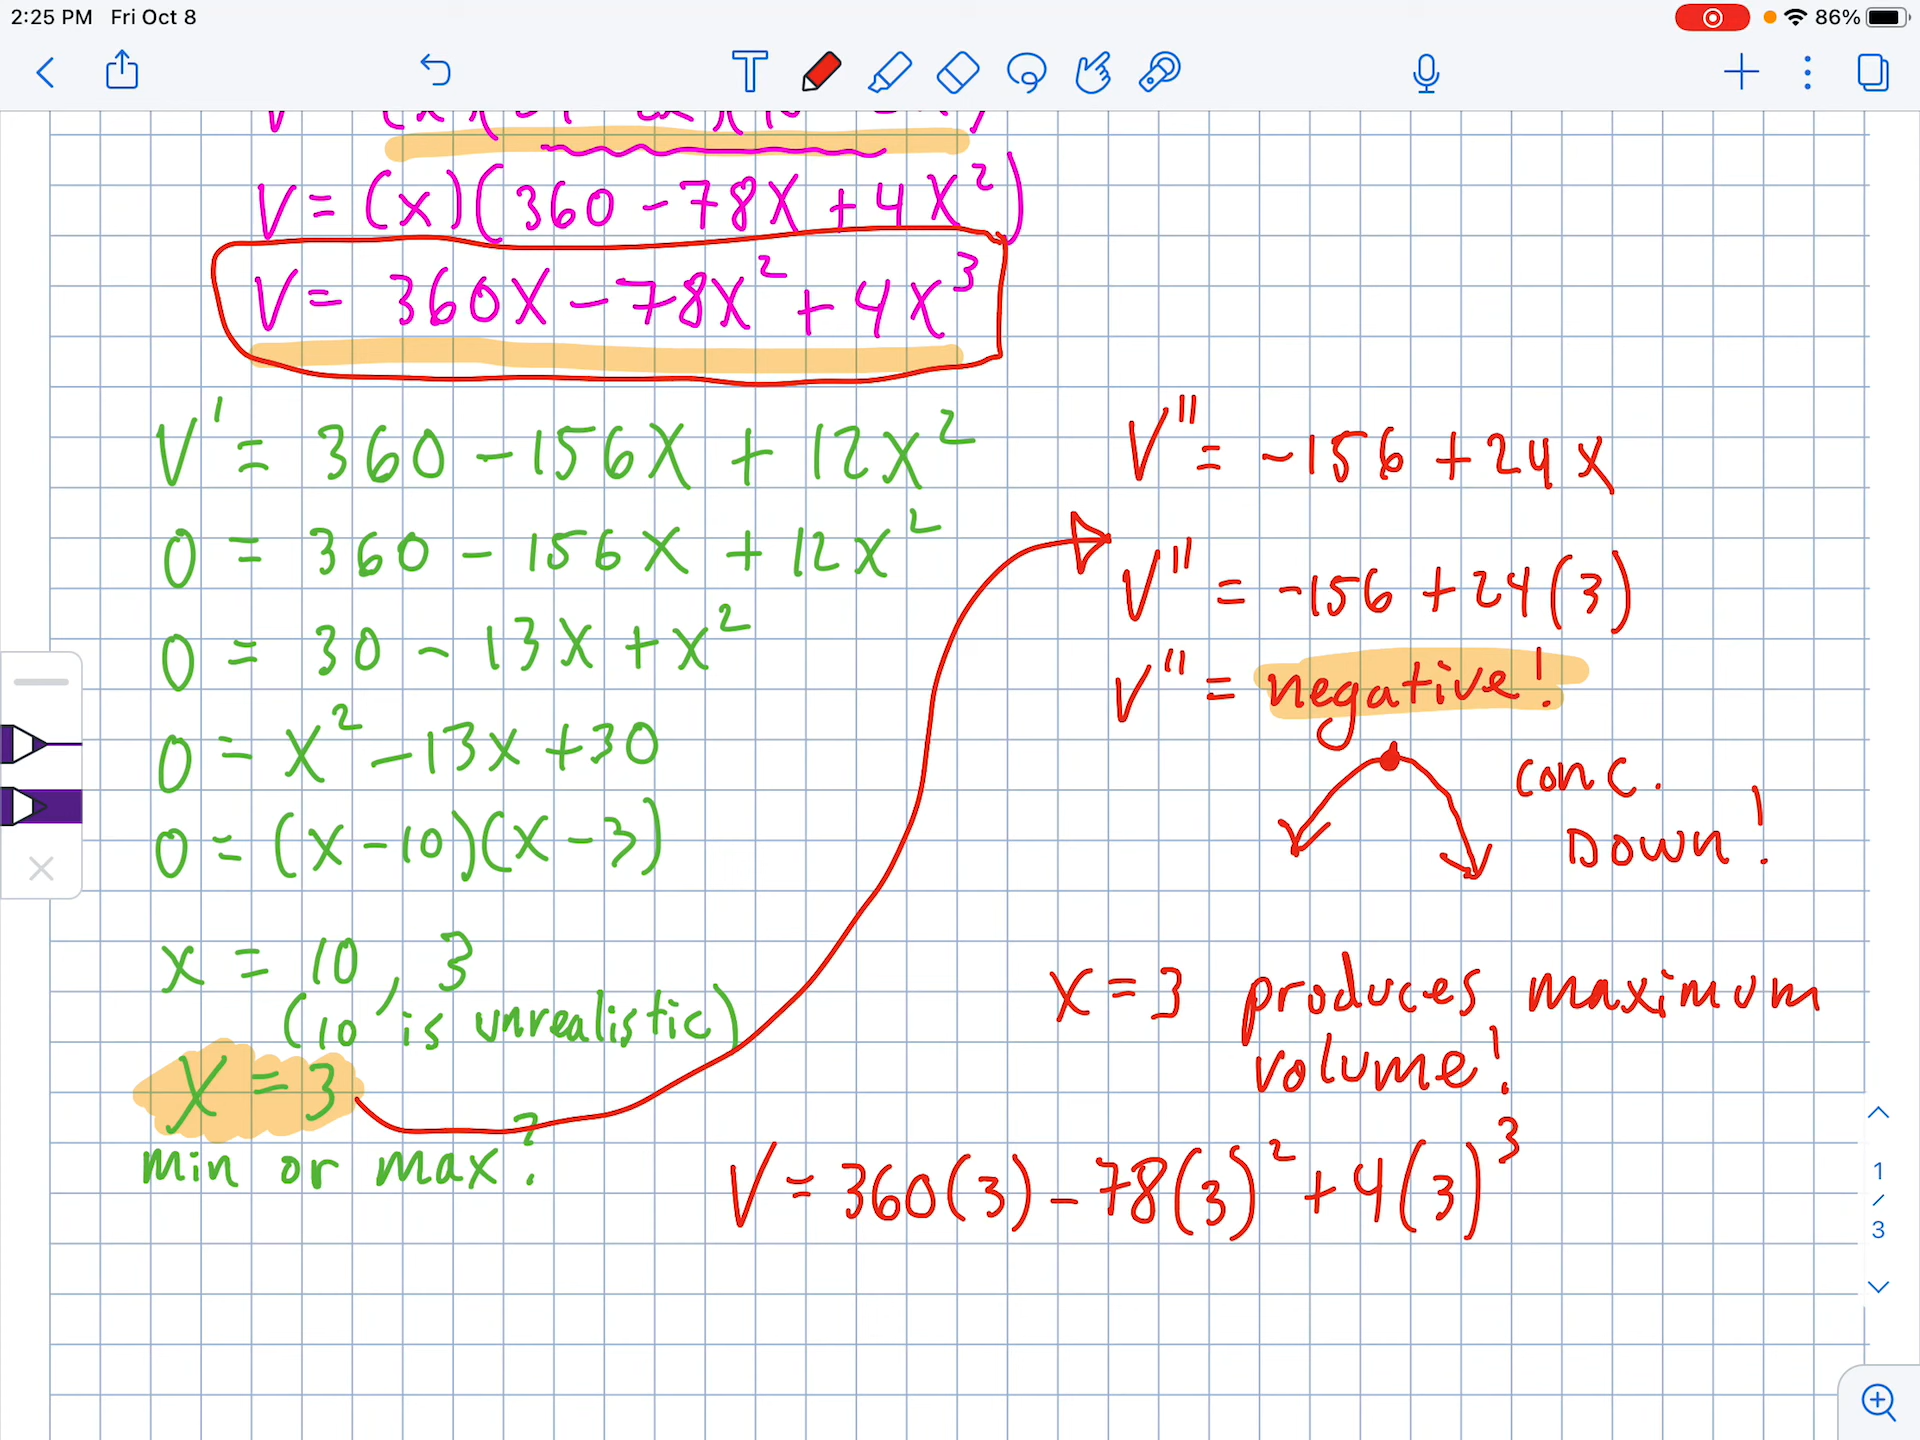 2:25 PM Fri Oct 8
86%
V = (x)(360 - 78x + 4x²)
V = 360x - 78x² + 4x³
V' = 360 - 156x + 12x²
0 = 360 - 156x + 12x²
0 = 30 - 13x + x²
0 = x² - 13x + 30
0 = (x - 10)(x - 3)
x = 10, 3
(10 is unrealistic)
x = 3
min or max?
V'' = -156 + 24x
V'' = -156 + 24(3)
V'' = negative!
conc.
Down!
x = 3 produces maximum
volume!
V = 360(3) - 78(3)² + 4(3)³
1
/
3